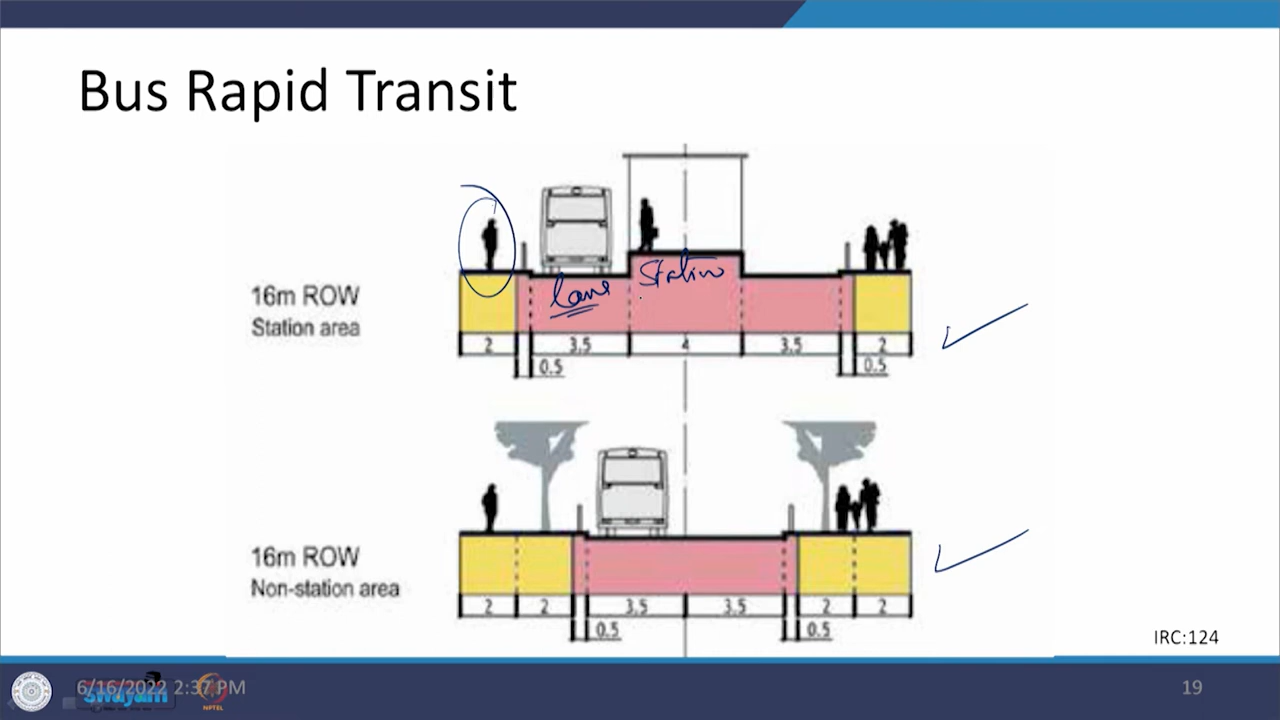 Bus Rapid Transit
lane Station
16m ROW
Station area
2 3.5 4 3.5 2
0.5 0.5
16m ROW
Non-station area
2 2 3.5 3.5 2 2
0.5 0.5
IRC:124
6/16/2022 2:37 PM
swayam
NPTEL
19